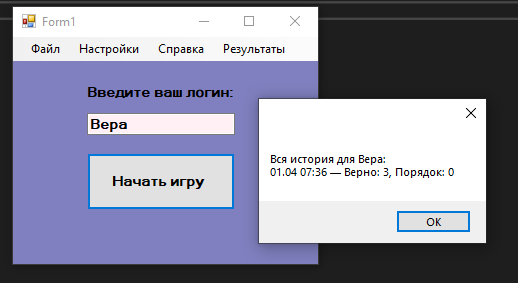 Form1
Файл Настройки Справка Результаты
Введите ваш логин:
Вера
Начать игру
Вся история для Вера:
01.04 07:36 — Верно: 3, Порядок: 0
OK